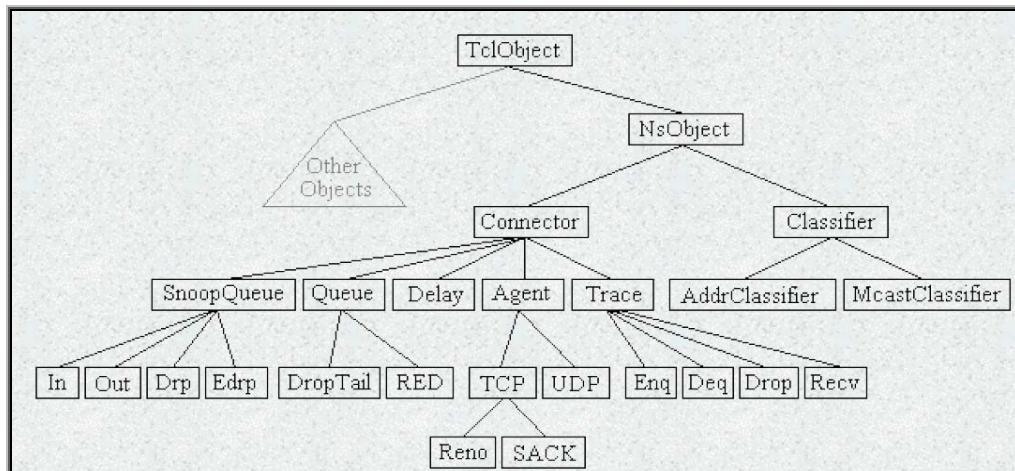 TclObject
NsObject
Other
Objects
Connector
Classifier
SnoopQueue
Queue
Delay
Agent
Trace
AddrClassifier
McastClassifier
In
Out
Drp
Edrp
DropTail
RED
TCP
UDP
Enq
Deq
Drop
Recv
Reno
SACK